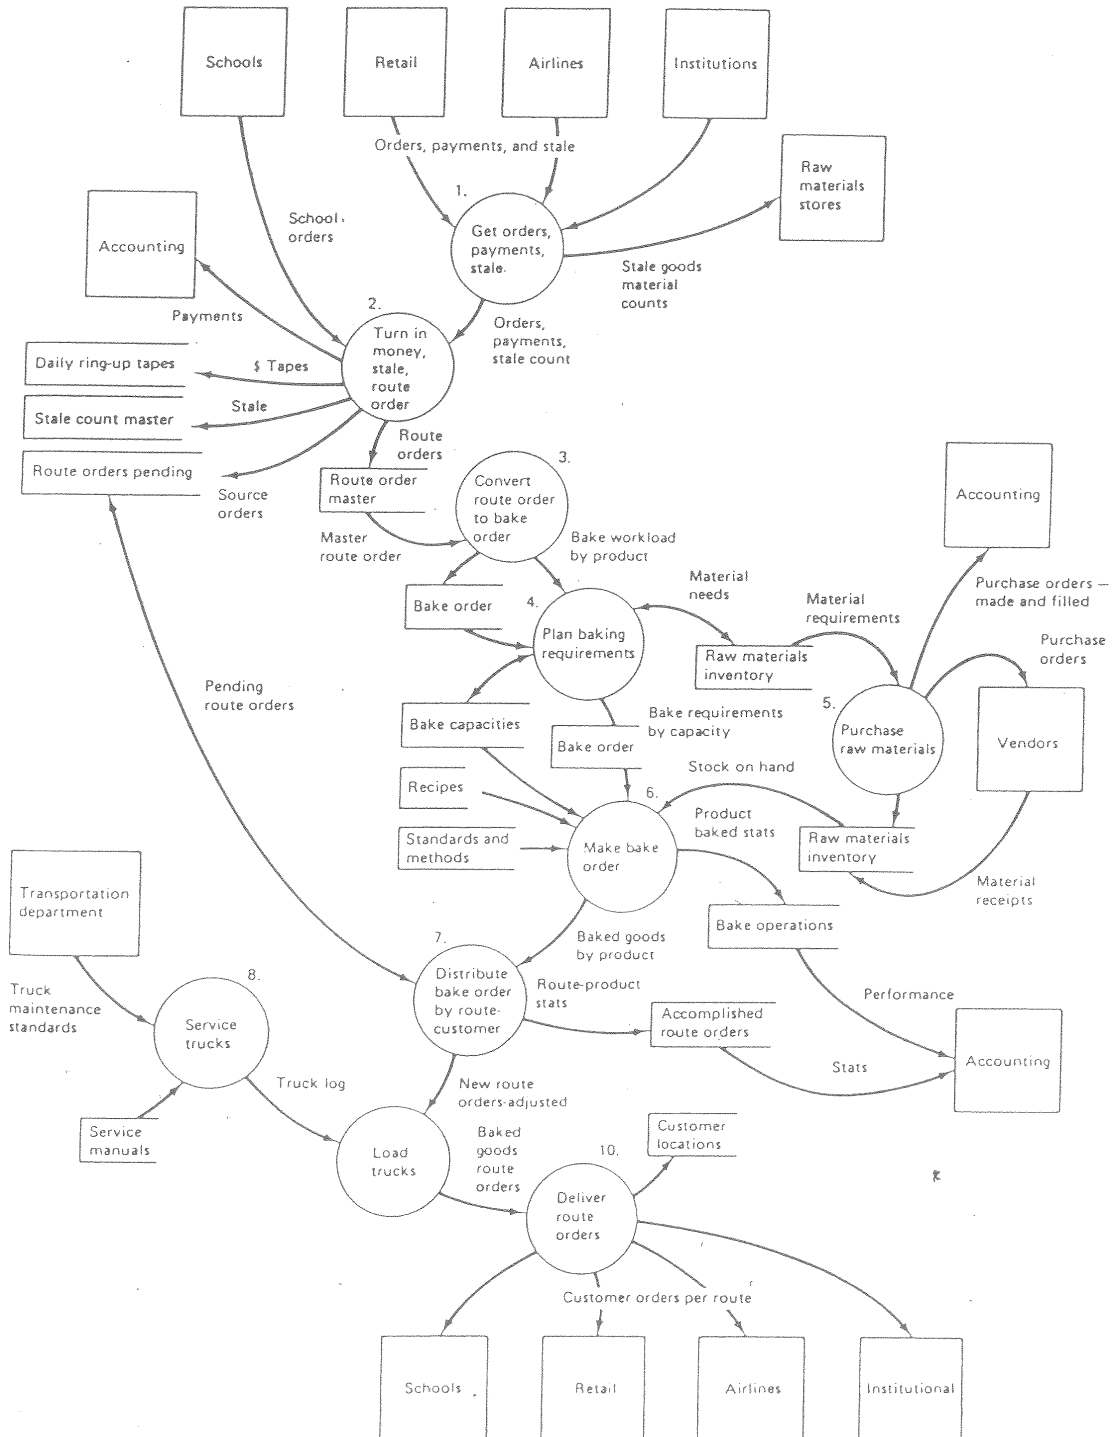 Schools
Retail
Airlines
Institutions
Orders, payments, and stale
Raw
materials
stores
1.
Get orders,
payments,
stale.
School
orders
Accounting
Stale goods
material
counts
Payments
2.
Turn in
money,
stale,
route
order
Orders,
payments,
stale count
Daily ring-up tapes
$ Tapes
Stale count master
Stale
Route orders pending
Source
orders
Route
orders
Route order
master
3.
Convert
route order
to bake
order
Accounting
Master
route order
Bake workload
by product
Material
needs
Purchase orders —
made and filled
Bake order
4.
Plan baking
requirements
Material
requirements
Purchase
orders
Raw materials
inventory
Pending
route orders
Bake capacities
Bake order
Bake requirements
by capacity
5.
Purchase
raw materials
Vendors
Stock on hand
Recipes
6.
Make bake
order
Product
baked stats
Standards and
methods
Raw materials
inventory
Material
receipts
Transportation
department
Bake operations
7.
Distribute
bake order
by route-
customer
Baked goods
by product
Route-product
stats
Performance
8.
Truck
maintenance
standards
Service
trucks
Accomplished
route orders
Accounting
Stats
Truck log
New route
orders-adjusted
Service
manuals
Load
trucks
Baked
goods
route
orders
Customer
locations
10.
Deliver
route
orders
Customer orders per route
Schools
Retail
Airlines
Institutional